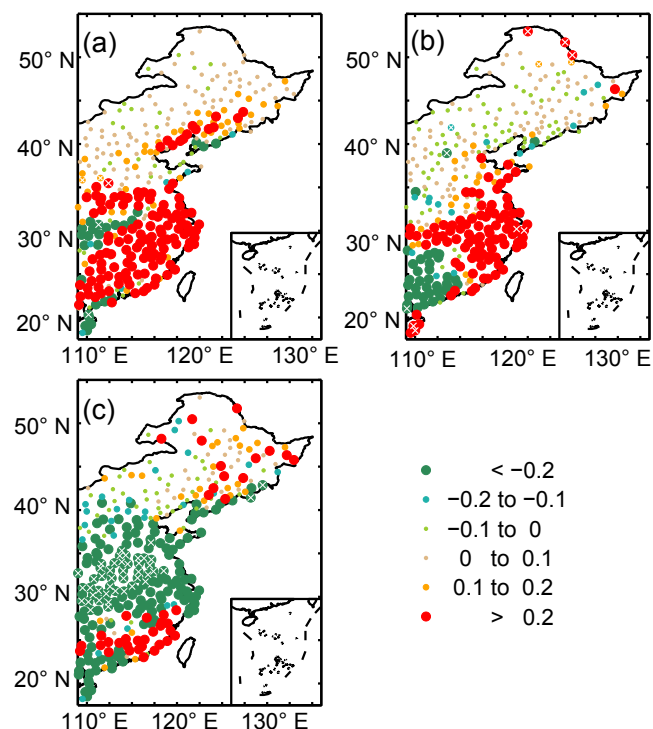 (a)
50° N
40° N
30° N
20° N
110° E 120° E 130° E
(b)
50° N
40° N
30° N
20° N
110° E 120° E 130° E
(c)
50° N
40° N
30° N
20° N
110° E 120° E 130° E
< −0.2
−0.2 to −0.1
−0.1 to 0
0 to 0.1
0.1 to 0.2
> 0.2